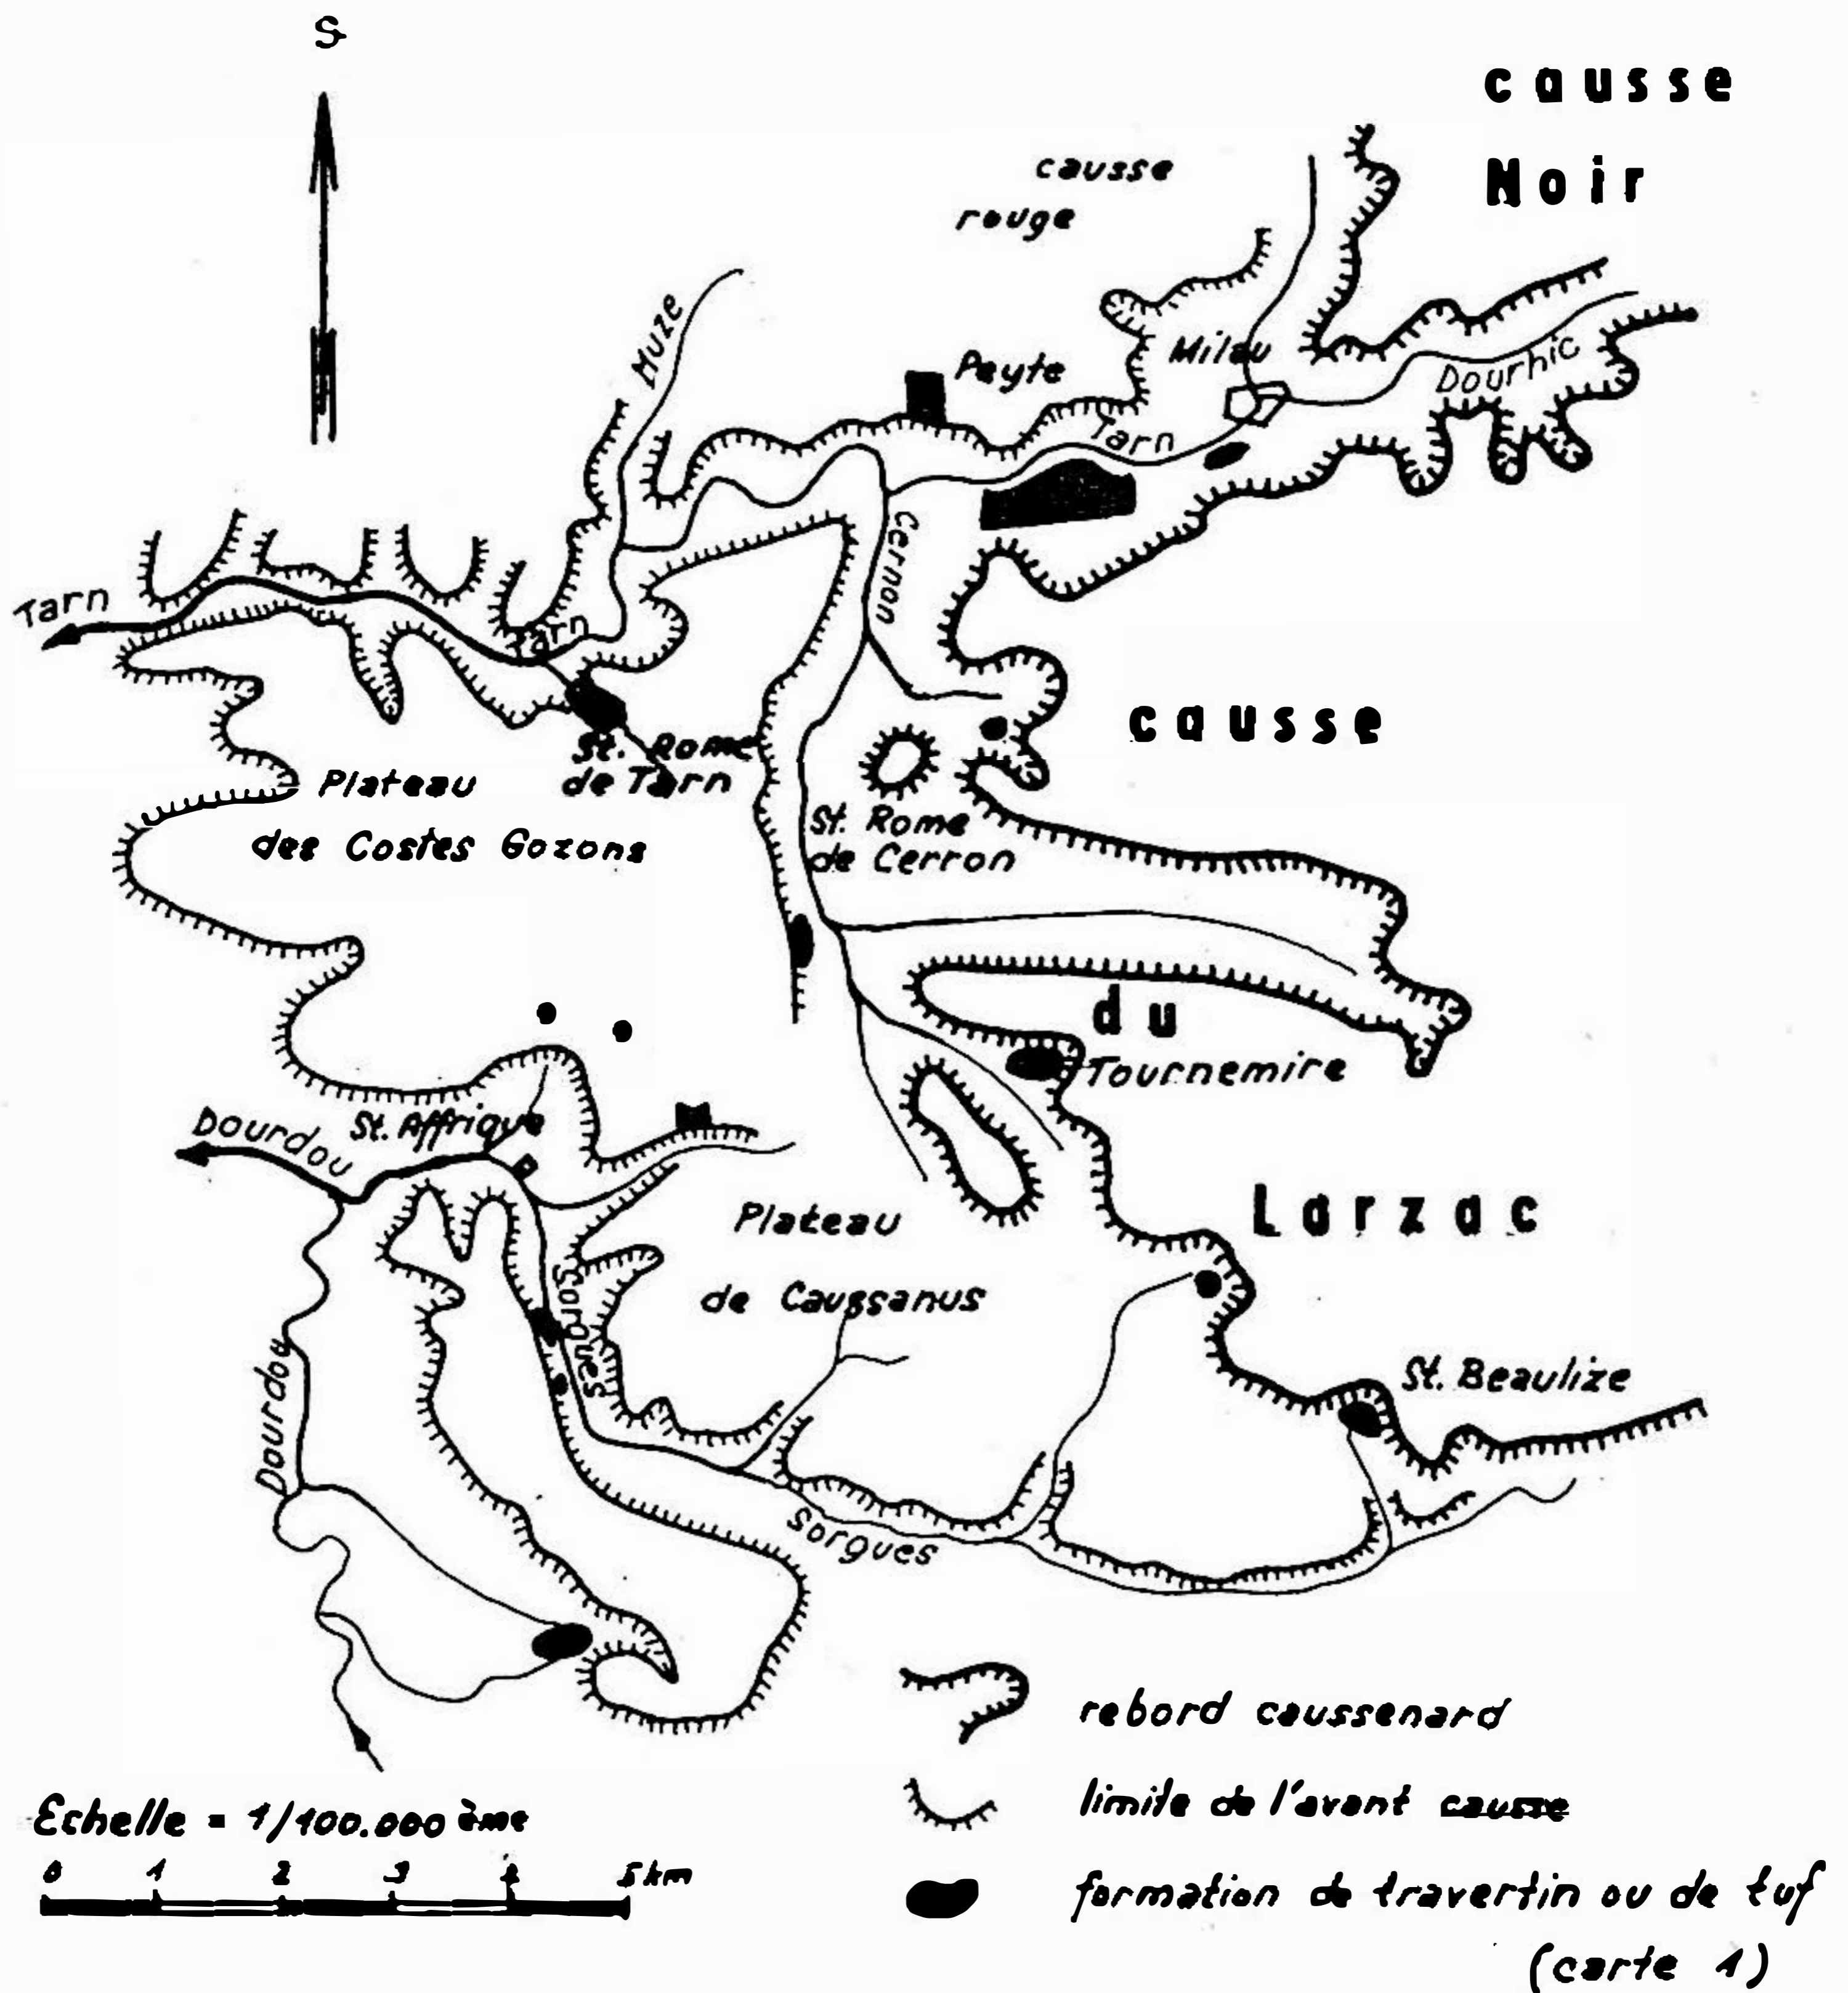 S
causse
Noir
causse
rouge
Muze
Peyte
Milau
Dourhic
Tarn
Cernon
Tarn
Tarn
causse
St. Rome
de Tarn
Plateau
des Costes Gozons
St. Rome
de Cerron
du
Tournemire
St. Affrique
Dourdou
Larzac
Plateau
de Caussanus
Sorgues
St. Beaulize
Dourdou
Sorgues
rebord caussenard
limite de l'avant causse
Echelle = 1/100.000 ème
0 1 2 3 4 5 km
formation de travertin ou de tuf
(carte 1)